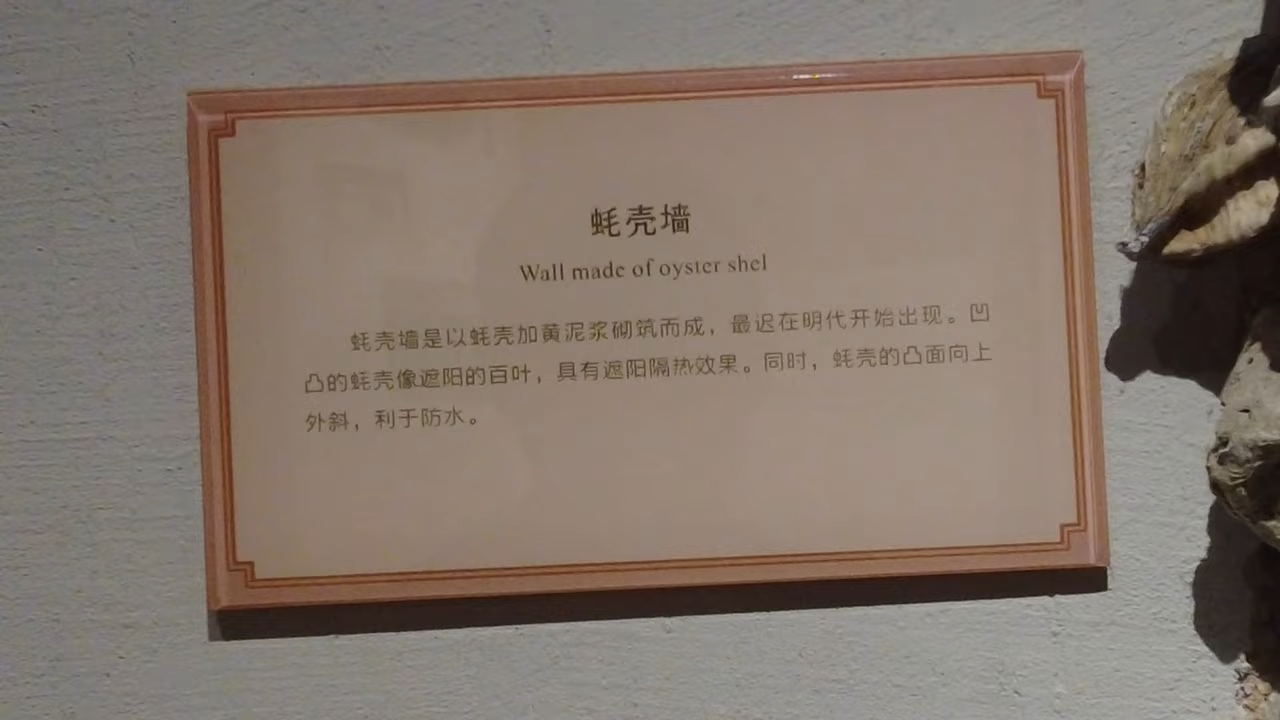 蚝壳墙
Wall made of oyster shel
蚝壳墙是以蚝壳加黄泥浆砌筑而成，最迟在明代开始出现。凹
凸的蚝壳像遮阳的百叶，具有遮阳隔热效果。同时，蚝壳的凸面向上
外斜，利于防水。